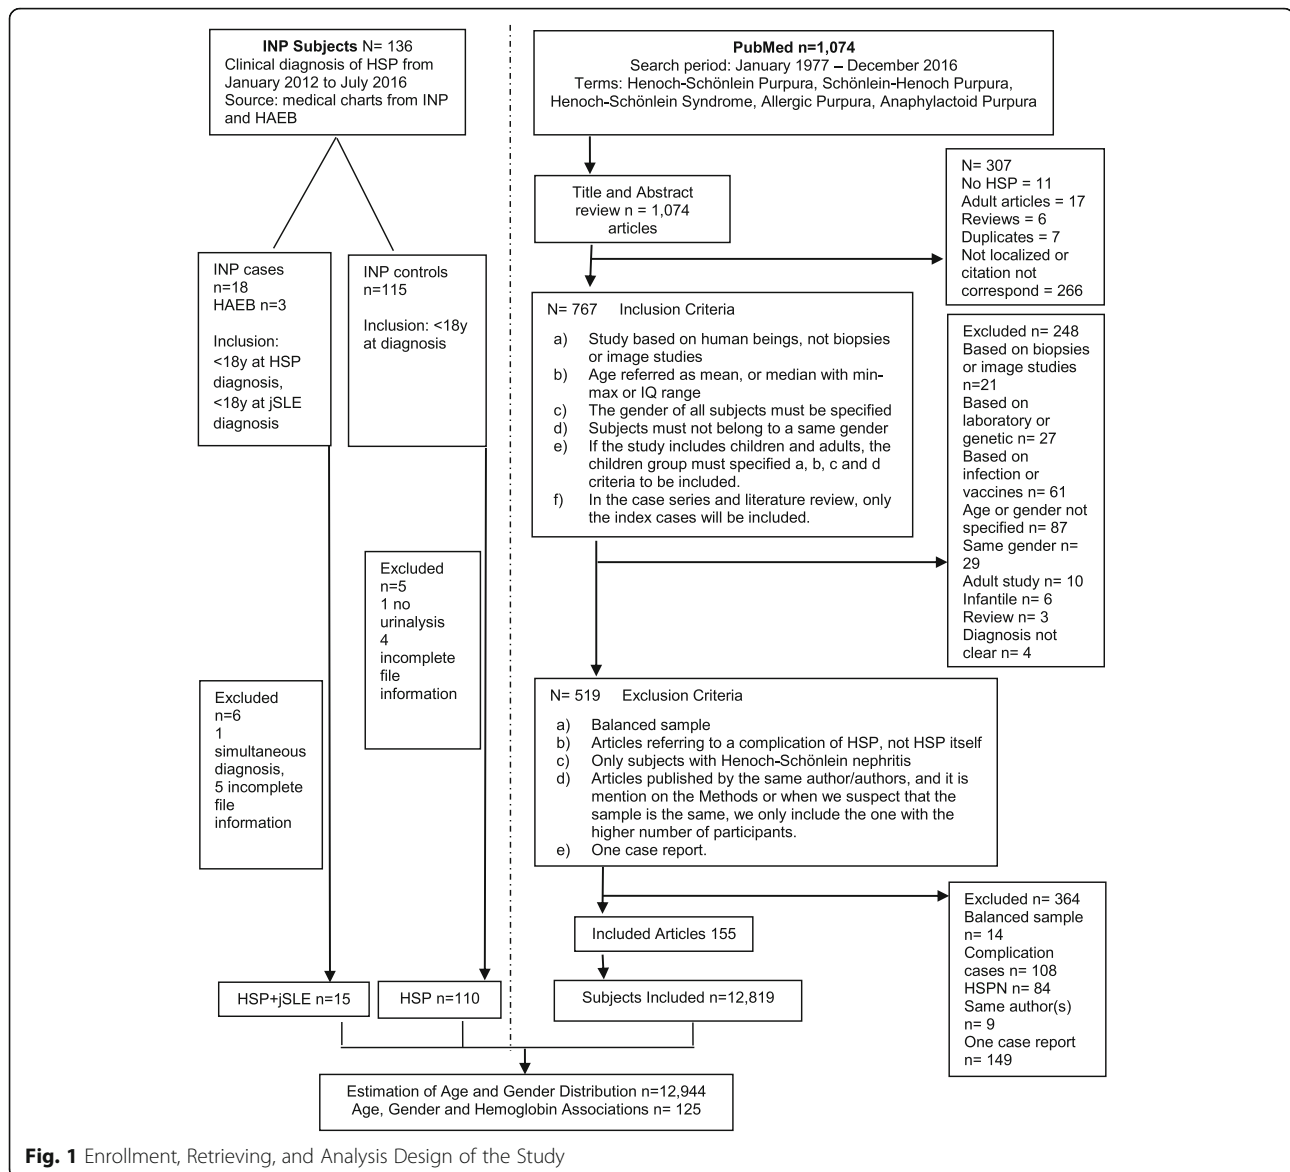 INP Subjects N= 136
Clinical diagnosis of HSP from
January 2012 to July 2016
Source: medical charts from INP
and HAEB
PubMed n=1,074
Search period: January 1977 – December 2016
Terms: Henoch-Schönlein Purpura, Schönlein-Henoch Purpura,
Henoch-Schönlein Syndrome, Allergic Purpura, Anaphylactoid Purpura
Title and Abstract
review n = 1,074
articles
N= 307
No HSP = 11
Adult articles = 17
Reviews = 6
Duplicates = 7
Not localized or
citation not
correspond = 266
INP cases
n=18
HAEB n=3
Inclusion:
<18y at HSP
diagnosis,
<18y at jSLE
diagnosis
INP controls
n=115
Inclusion: <18y
at diagnosis
N= 767 Inclusion Criteria
a) Study based on human beings, not biopsies
or image studies
b) Age referred as mean, or median with min-
max or IQ range
c) The gender of all subjects must be specified
d) Subjects must not belong to a same gender
e) If the study includes children and adults, the
children group must specified a, b, c and d
criteria to be included.
f) In the case series and literature review, only
the index cases will be included.
Excluded n= 248
Based on biopsies
or image studies
n=21
Based on
laboratory or
genetic n= 27
Based on
infection or
vaccines n= 61
Age or gender not
specified n= 87
Same gender n=
29
Adult study n= 10
Infantile n= 6
Review n= 3
Diagnosis not
clear n= 4
Excluded
n=5
1 no
urinalysis
4
incomplete
file
information
Excluded
n=6
1
simultaneous
diagnosis,
5 incomplete
file
information
N= 519 Exclusion Criteria
a) Balanced sample
b) Articles referring to a complication of HSP, not HSP itself
c) Only subjects with Henoch-Schönlein nephritis
d) Articles published by the same author/authors, and it is
mention on the Methods or when we suspect that the
sample is the same, we only include the one with the
higher number of participants.
e) One case report.
Excluded n= 364
Balanced sample
n= 14
Complication
cases n= 108
HSPN n= 84
Same author(s)
n= 9
One case report
n= 149
Included Articles 155
HSP+jSLE n=15
HSP n=110
Subjects Included n=12,819
Estimation of Age and Gender Distribution n=12,944
Age, Gender and Hemoglobin Associations n= 125
Fig. 1 Enrollment, Retrieving, and Analysis Design of the Study